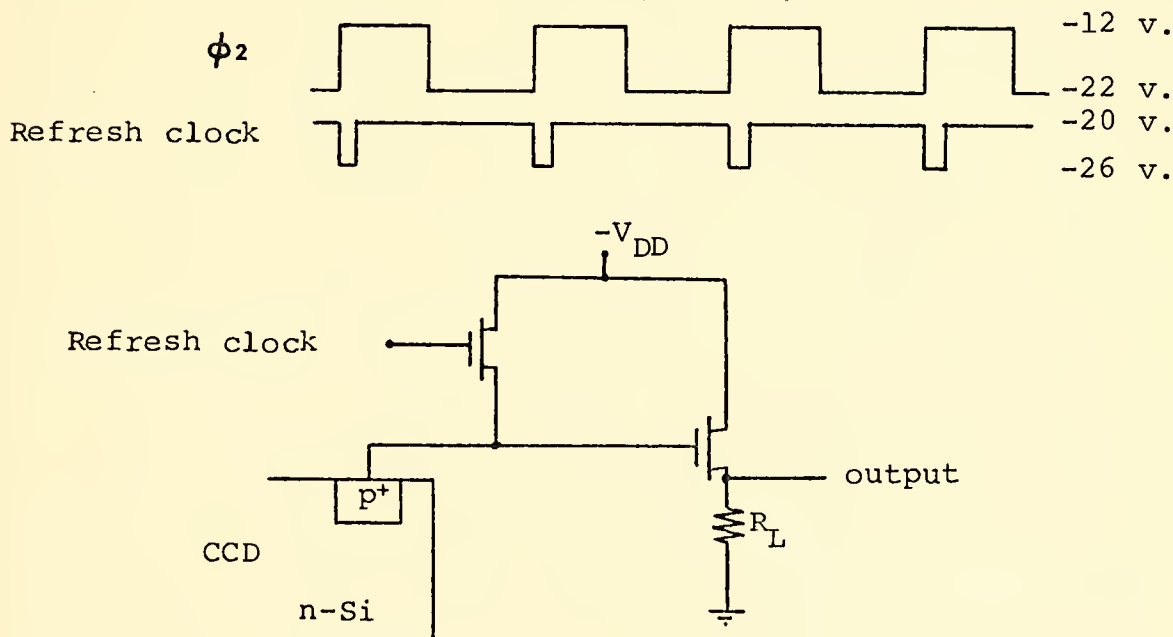 -12 v.
ϕ2
-22 v.
Refresh clock
-20 v.
-26 v.
-VDD
Refresh clock
output
p+
RL
CCD
n-Si